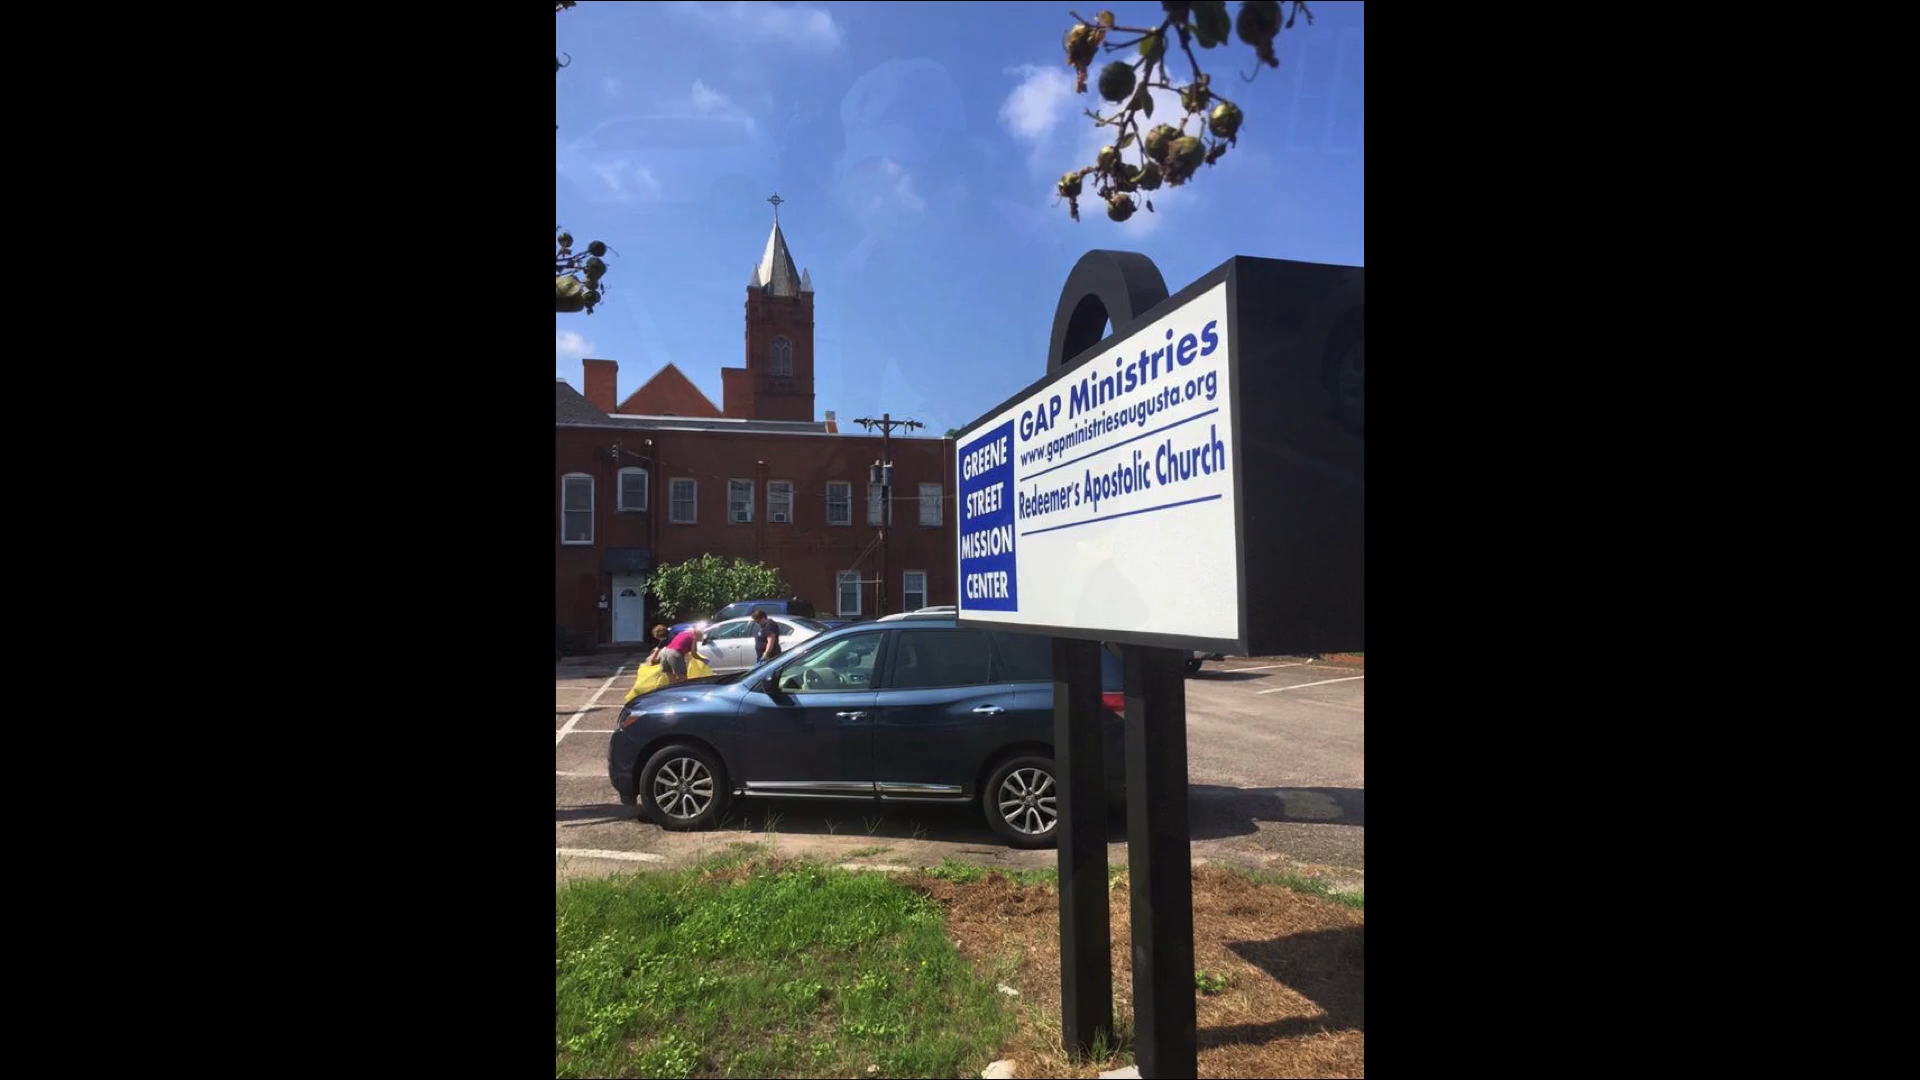 GREENE
STREET
MISSION
CENTER
GAP Ministries
www.gapministriesaugusta.org
Redeemer's Apostolic Church